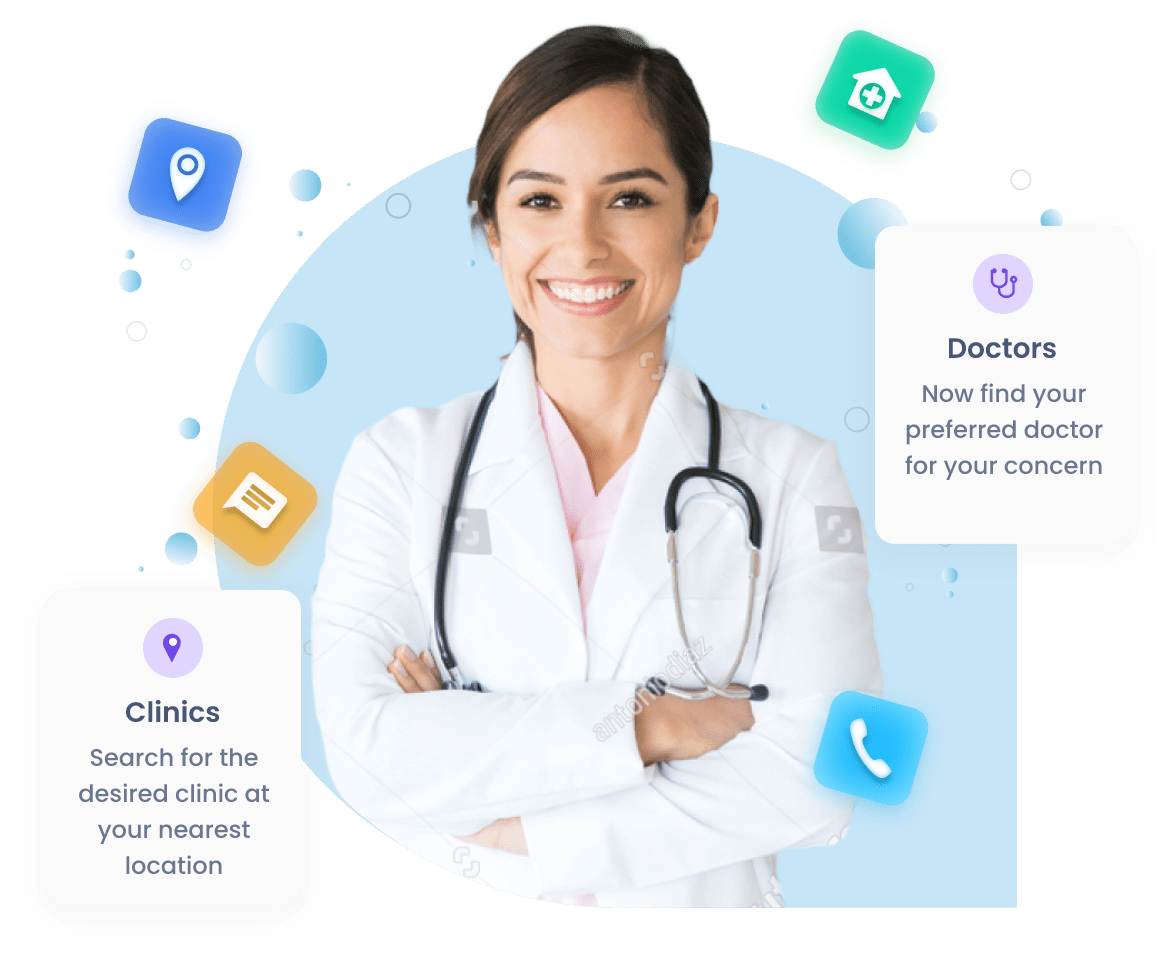 Doctors
Now find your
preferred doctor
for your concern
antoniodiaz
Clinics
Search for the
desired clinic at
your nearest
location